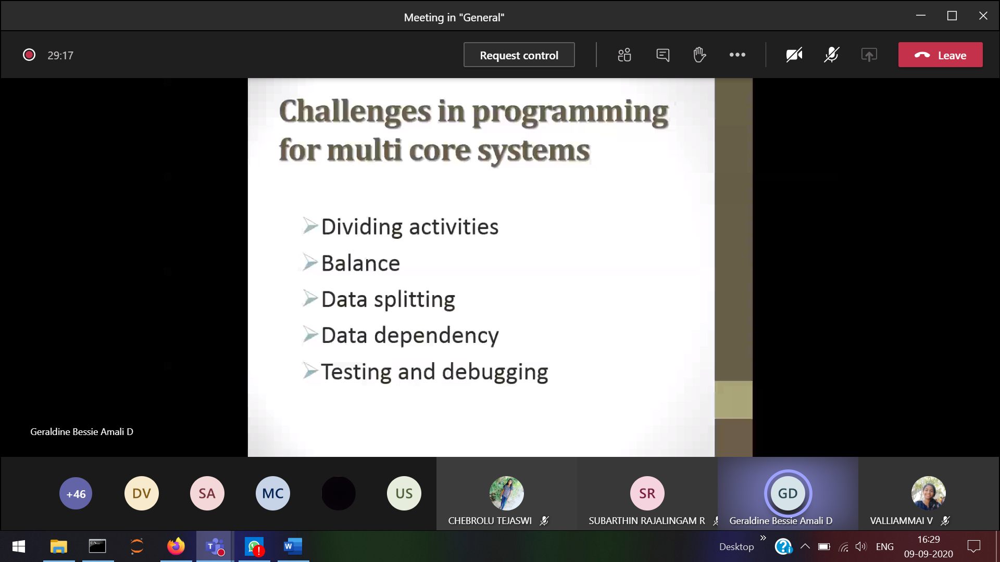 Meeting in "General"
29:17
Request control
Leave
Challenges in programming
for multi core systems
Dividing activities
Balance
Data splitting
Data dependency
Testing and debugging
Geraldine Bessie Amali D
+46
DV
SA
MC
US
SR
GD
CHEBROLU TEJASWI
SUBARTHIN RAJALINGAM R
Geraldine Bessie Amali D
VALLIAMMAI V
Desktop
ENG
16:29
09-09-2020